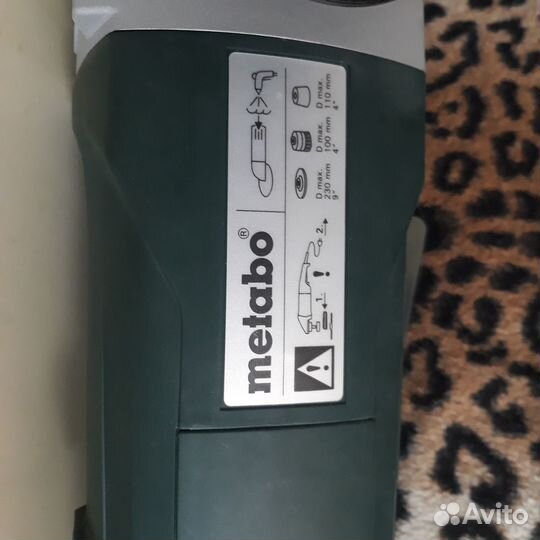 metabo®
1.
2.
D max.
230 mm
9"
D max.
100 mm
4"
D max.
110 mm
4"
Avito